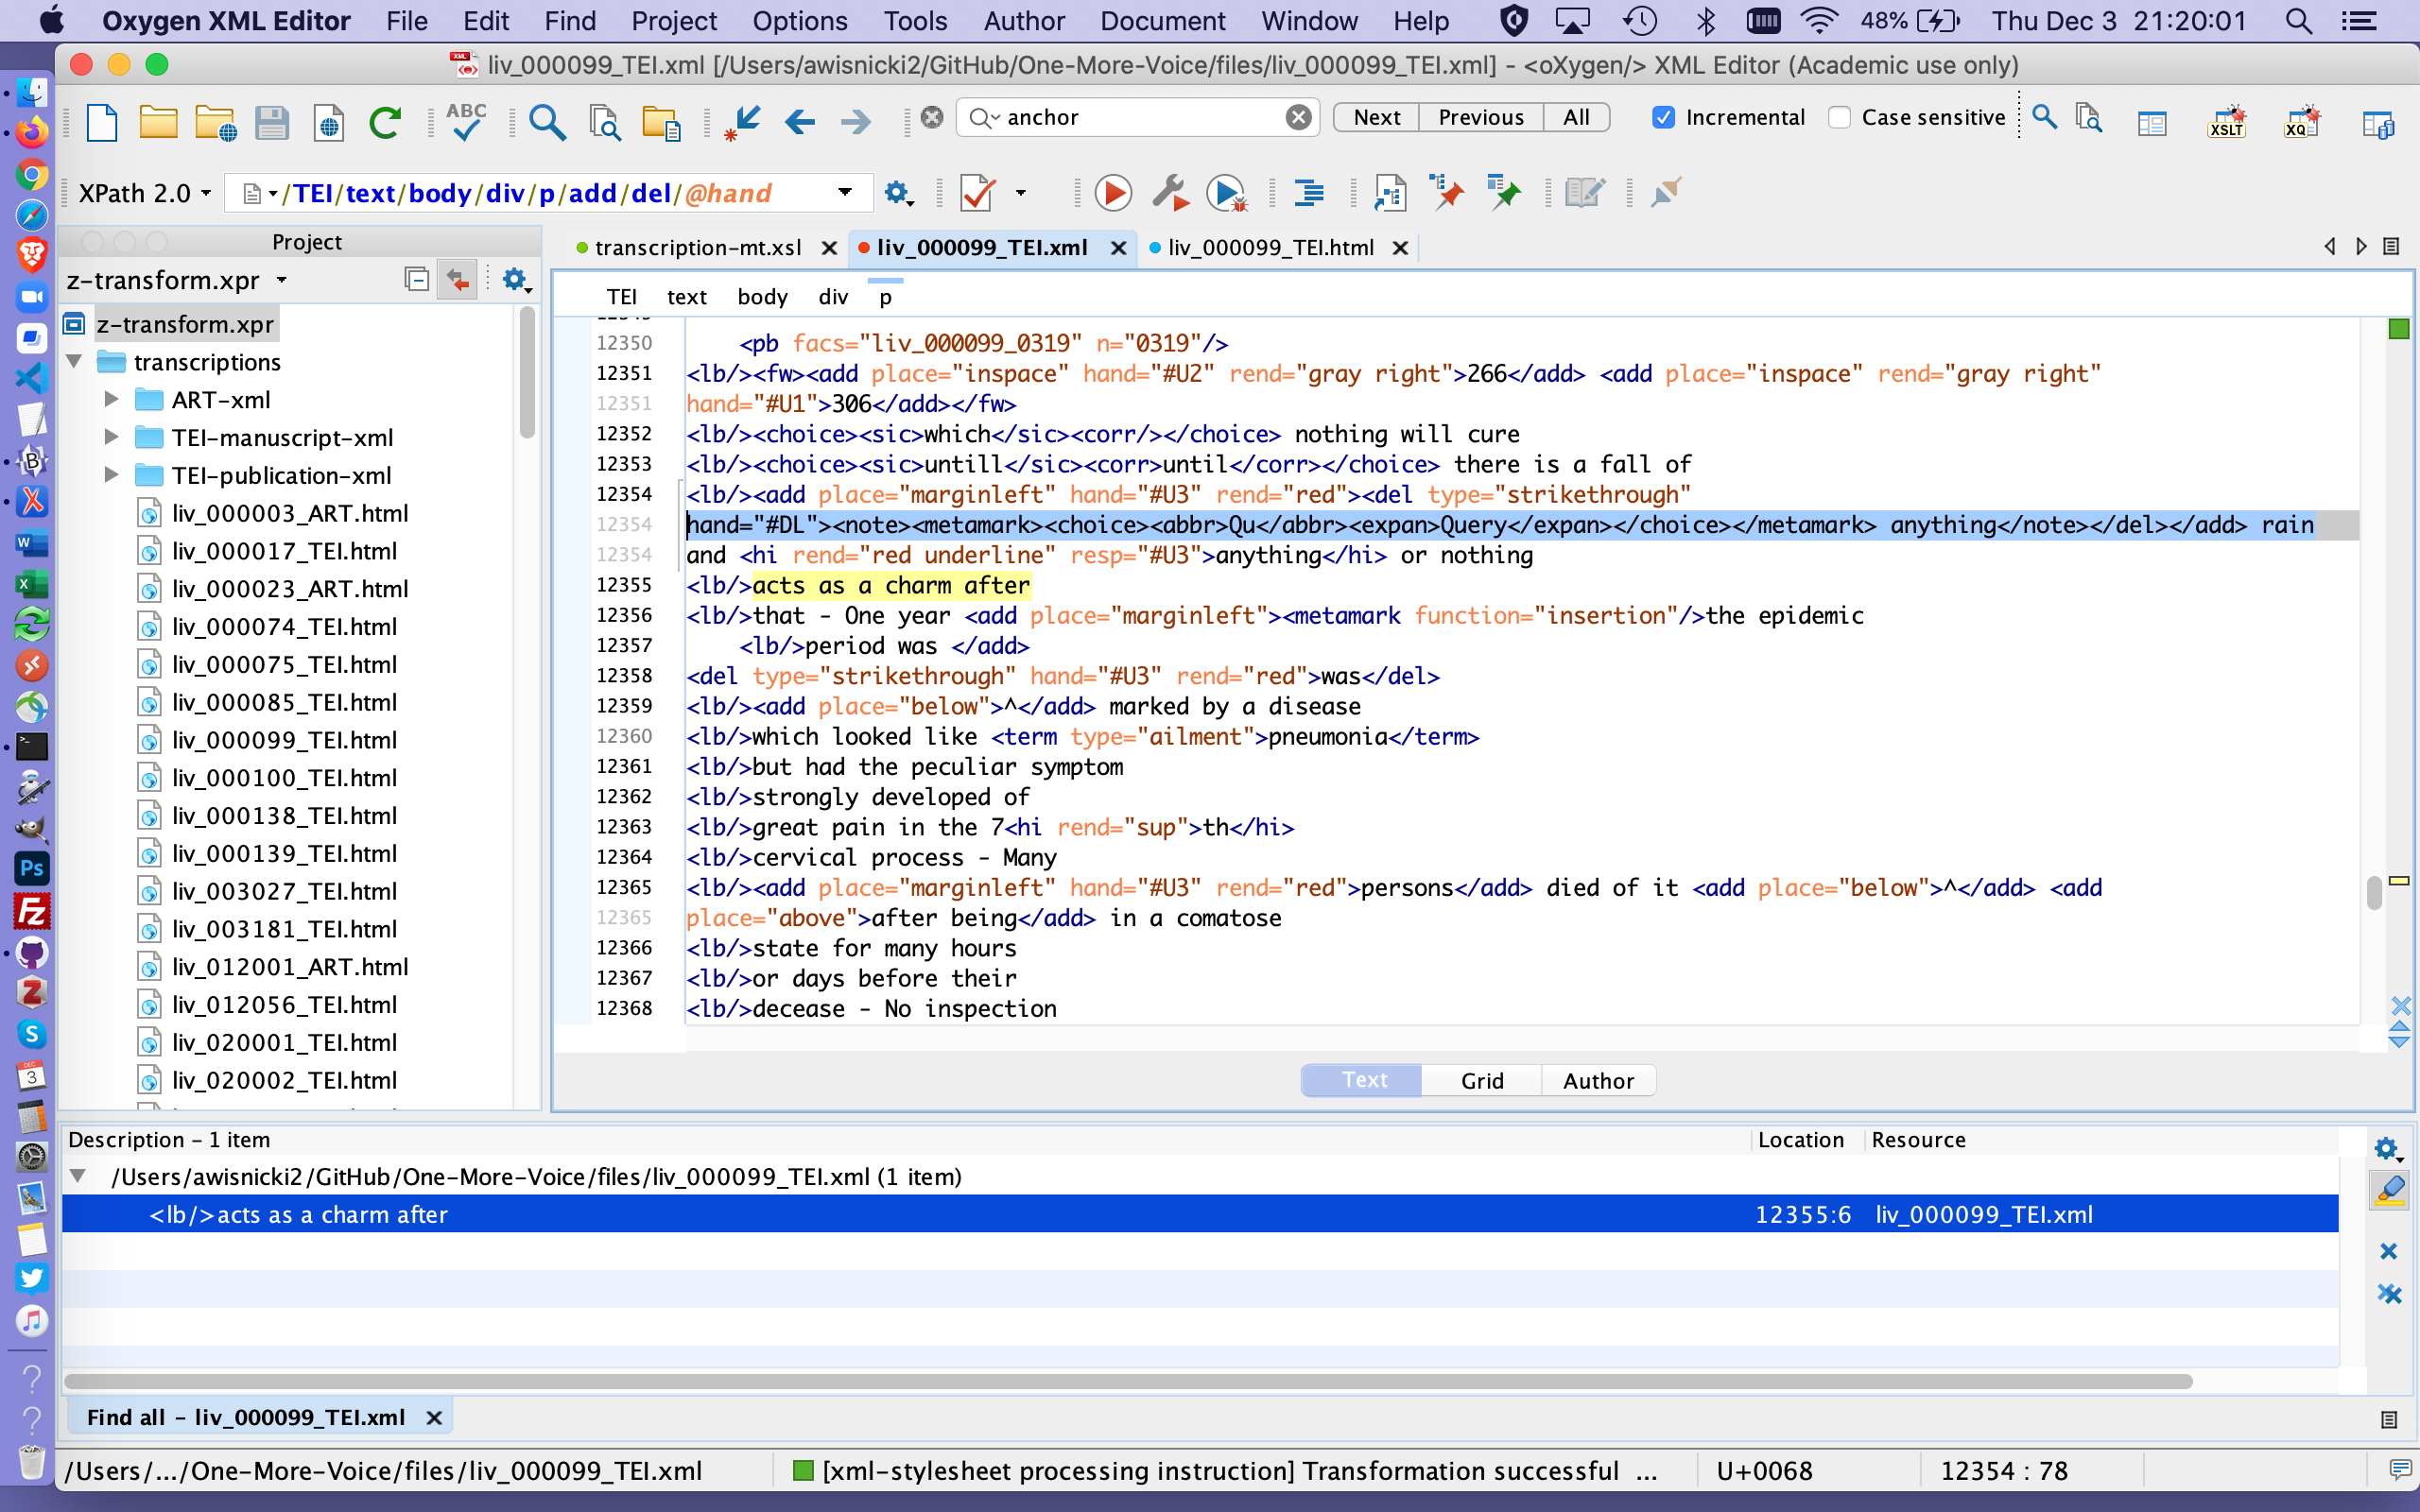 Oxygen XML Editor File Edit Find Project Options Tools Author Document Window Help 48% Thu Dec 3 21:20:01
liv_000099_TEI.xml [/Users/awisnicki2/GitHub/One-More-Voice/files/liv_000099_TEI.xml] - <oXygen/> XML Editor (Academic use only)
ABC anchor Next Previous All Incremental Case sensitive XSLT XQ
XPath 2.0 /TEI/text/body/div/p/add/del/@hand
Project
transcription-mt.xsl liv_000099_TEI.xml liv_000099_TEI.html
z-transform.xpr
TEI text body div p
z-transform.xpr
transcriptions
ART-xml
TEI-manuscript-xml
TEI-publication-xml
liv_000003_ART.html
liv_000017_TEI.html
liv_000023_ART.html
liv_000074_TEI.html
liv_000075_TEI.html
liv_000085_TEI.html
liv_000099_TEI.html
liv_000100_TEI.html
liv_000138_TEI.html
liv_000139_TEI.html
liv_003027_TEI.html
liv_003181_TEI.html
liv_012001_ART.html
liv_012056_TEI.html
liv_020001_TEI.html
liv_020002_TEI.html
12350 <pb facs="liv_000099_0319" n="0319"/>
12351 <lb/><fw><add place="inspace" hand="#U2" rend="gray right">266</add> <add place="inspace" rend="gray right"
12351 hand="#U1">306</add></fw>
12352 <lb/><choice><sic>which</sic><corr/></choice> nothing will cure
12353 <lb/><choice><sic>untill</sic><corr>until</corr></choice> there is a fall of
12354 <lb/><add place="marginleft" hand="#U3" rend="red"><del type="strikethrough"
12354 hand="#DL"><note><metamark><choice><abbr>Qu</abbr><expan>Query</expan></choice></metamark> anything</note></del></add> rain
12354 and <hi rend="red underline" resp="#U3">anything</hi> or nothing
12355 <lb/>acts as a charm after
12356 <lb/>that - One year <add place="marginleft"><metamark function="insertion"/>the epidemic
12357 <lb/>period was </add>
12358 <del type="strikethrough" hand="#U3" rend="red">was</del>
12359 <lb/><add place="below">^</add> marked by a disease
12360 <lb/>which looked like <term type="ailment">pneumonia</term>
12361 <lb/>but had the peculiar symptom
12362 <lb/>strongly developed of
12363 <lb/>great pain in the 7<hi rend="sup">th</hi>
12364 <lb/>cervical process - Many
12365 <lb/><add place="marginleft" hand="#U3" rend="red">persons</add> died of it <add place="below">^</add> <add
12365 place="above">after being</add> in a comatose
12366 <lb/>state for many hours
12367 <lb/>or days before their
12368 <lb/>decease - No inspection
Text Grid Author
Description - 1 item Location Resource
/Users/awisnicki2/GitHub/One-More-Voice/files/liv_000099_TEI.xml (1 item)
<lb/>acts as a charm after 12355:6 liv_000099_TEI.xml
Find all - liv_000099_TEI.xml
/Users/.../One-More-Voice/files/liv_000099_TEI.xml [xml-stylesheet processing instruction] Transformation successful ... U+0068 12354 : 78